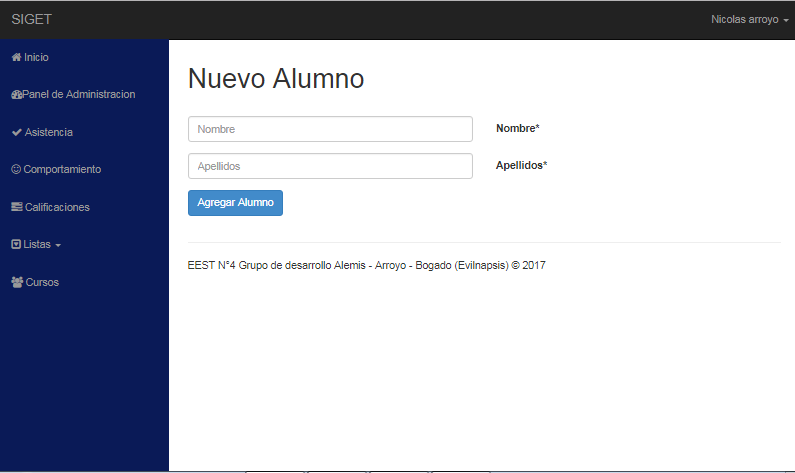 SIGET
Nicolas arroyo
Inicio
Panel de Administracion
Asistencia
Comportamiento
Calificaciones
Listas
Cursos
Nuevo Alumno
Nombre
Nombre*
Apellidos
Apellidos*
Agregar Alumno
EEST N°4 Grupo de desarrollo Alemis - Arroyo - Bogado (Evilnapsis) © 2017